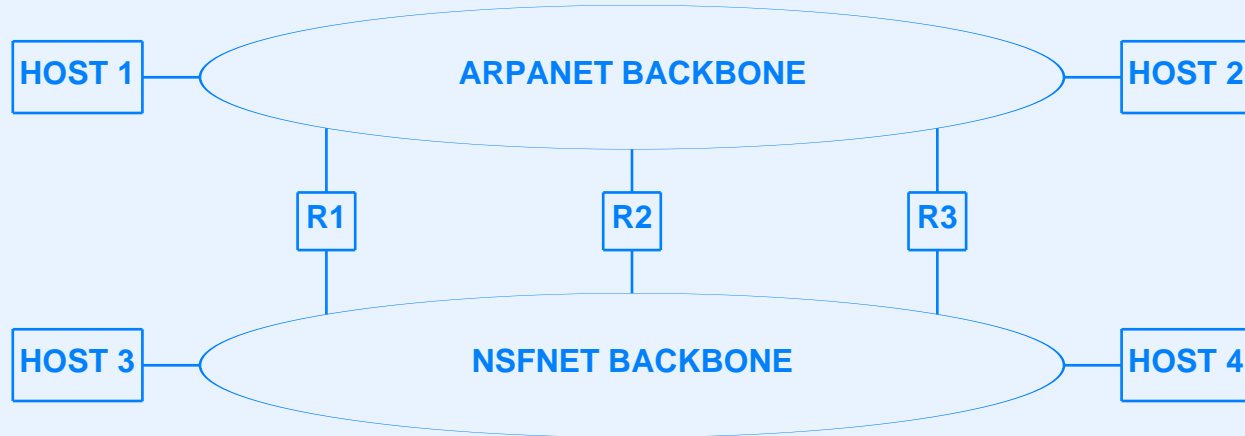 HOST 1
ARPANET BACKBONE
HOST 2
R1
R2
R3
HOST 3
NSFNET BACKBONE
HOST 4